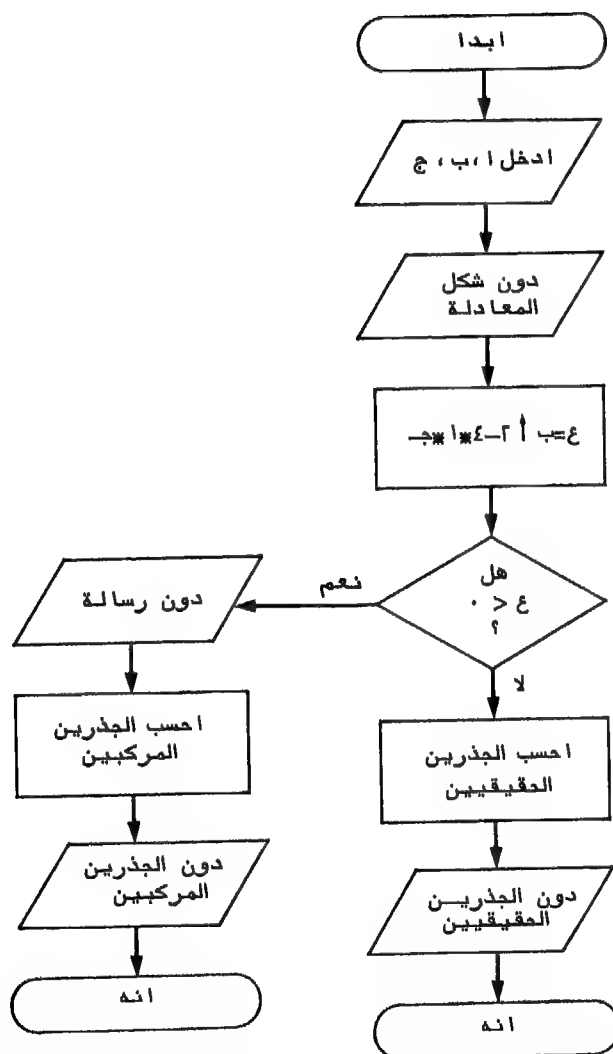 ابدا
ادخل ا ، ب ، ج
دون شكل
المعادلة
ع=ب ↑ ٢-٤*ا*جـ
هل
ع < ٠
؟
نعم
لا
دون رسالة
احسب الجذرين
المركبين
دون الجذرين
المركبين
انه
احسب الجذرين
الحقيقيين
دون الجذريـن
الحقيقيين
انه